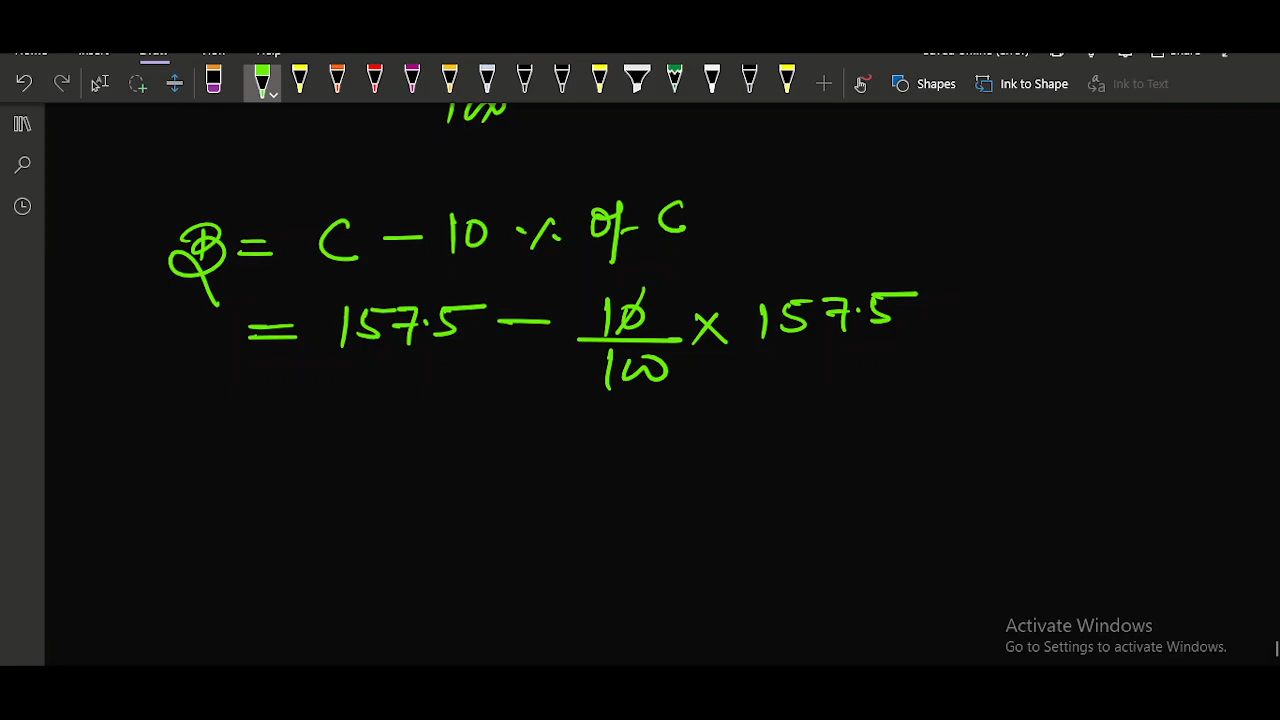 Shapes Ink to Shape Ink to Text
= C - 10 % of C
= 157.5 - 10/100 × 157.5
Activate Windows
Go to Settings to activate Windows.